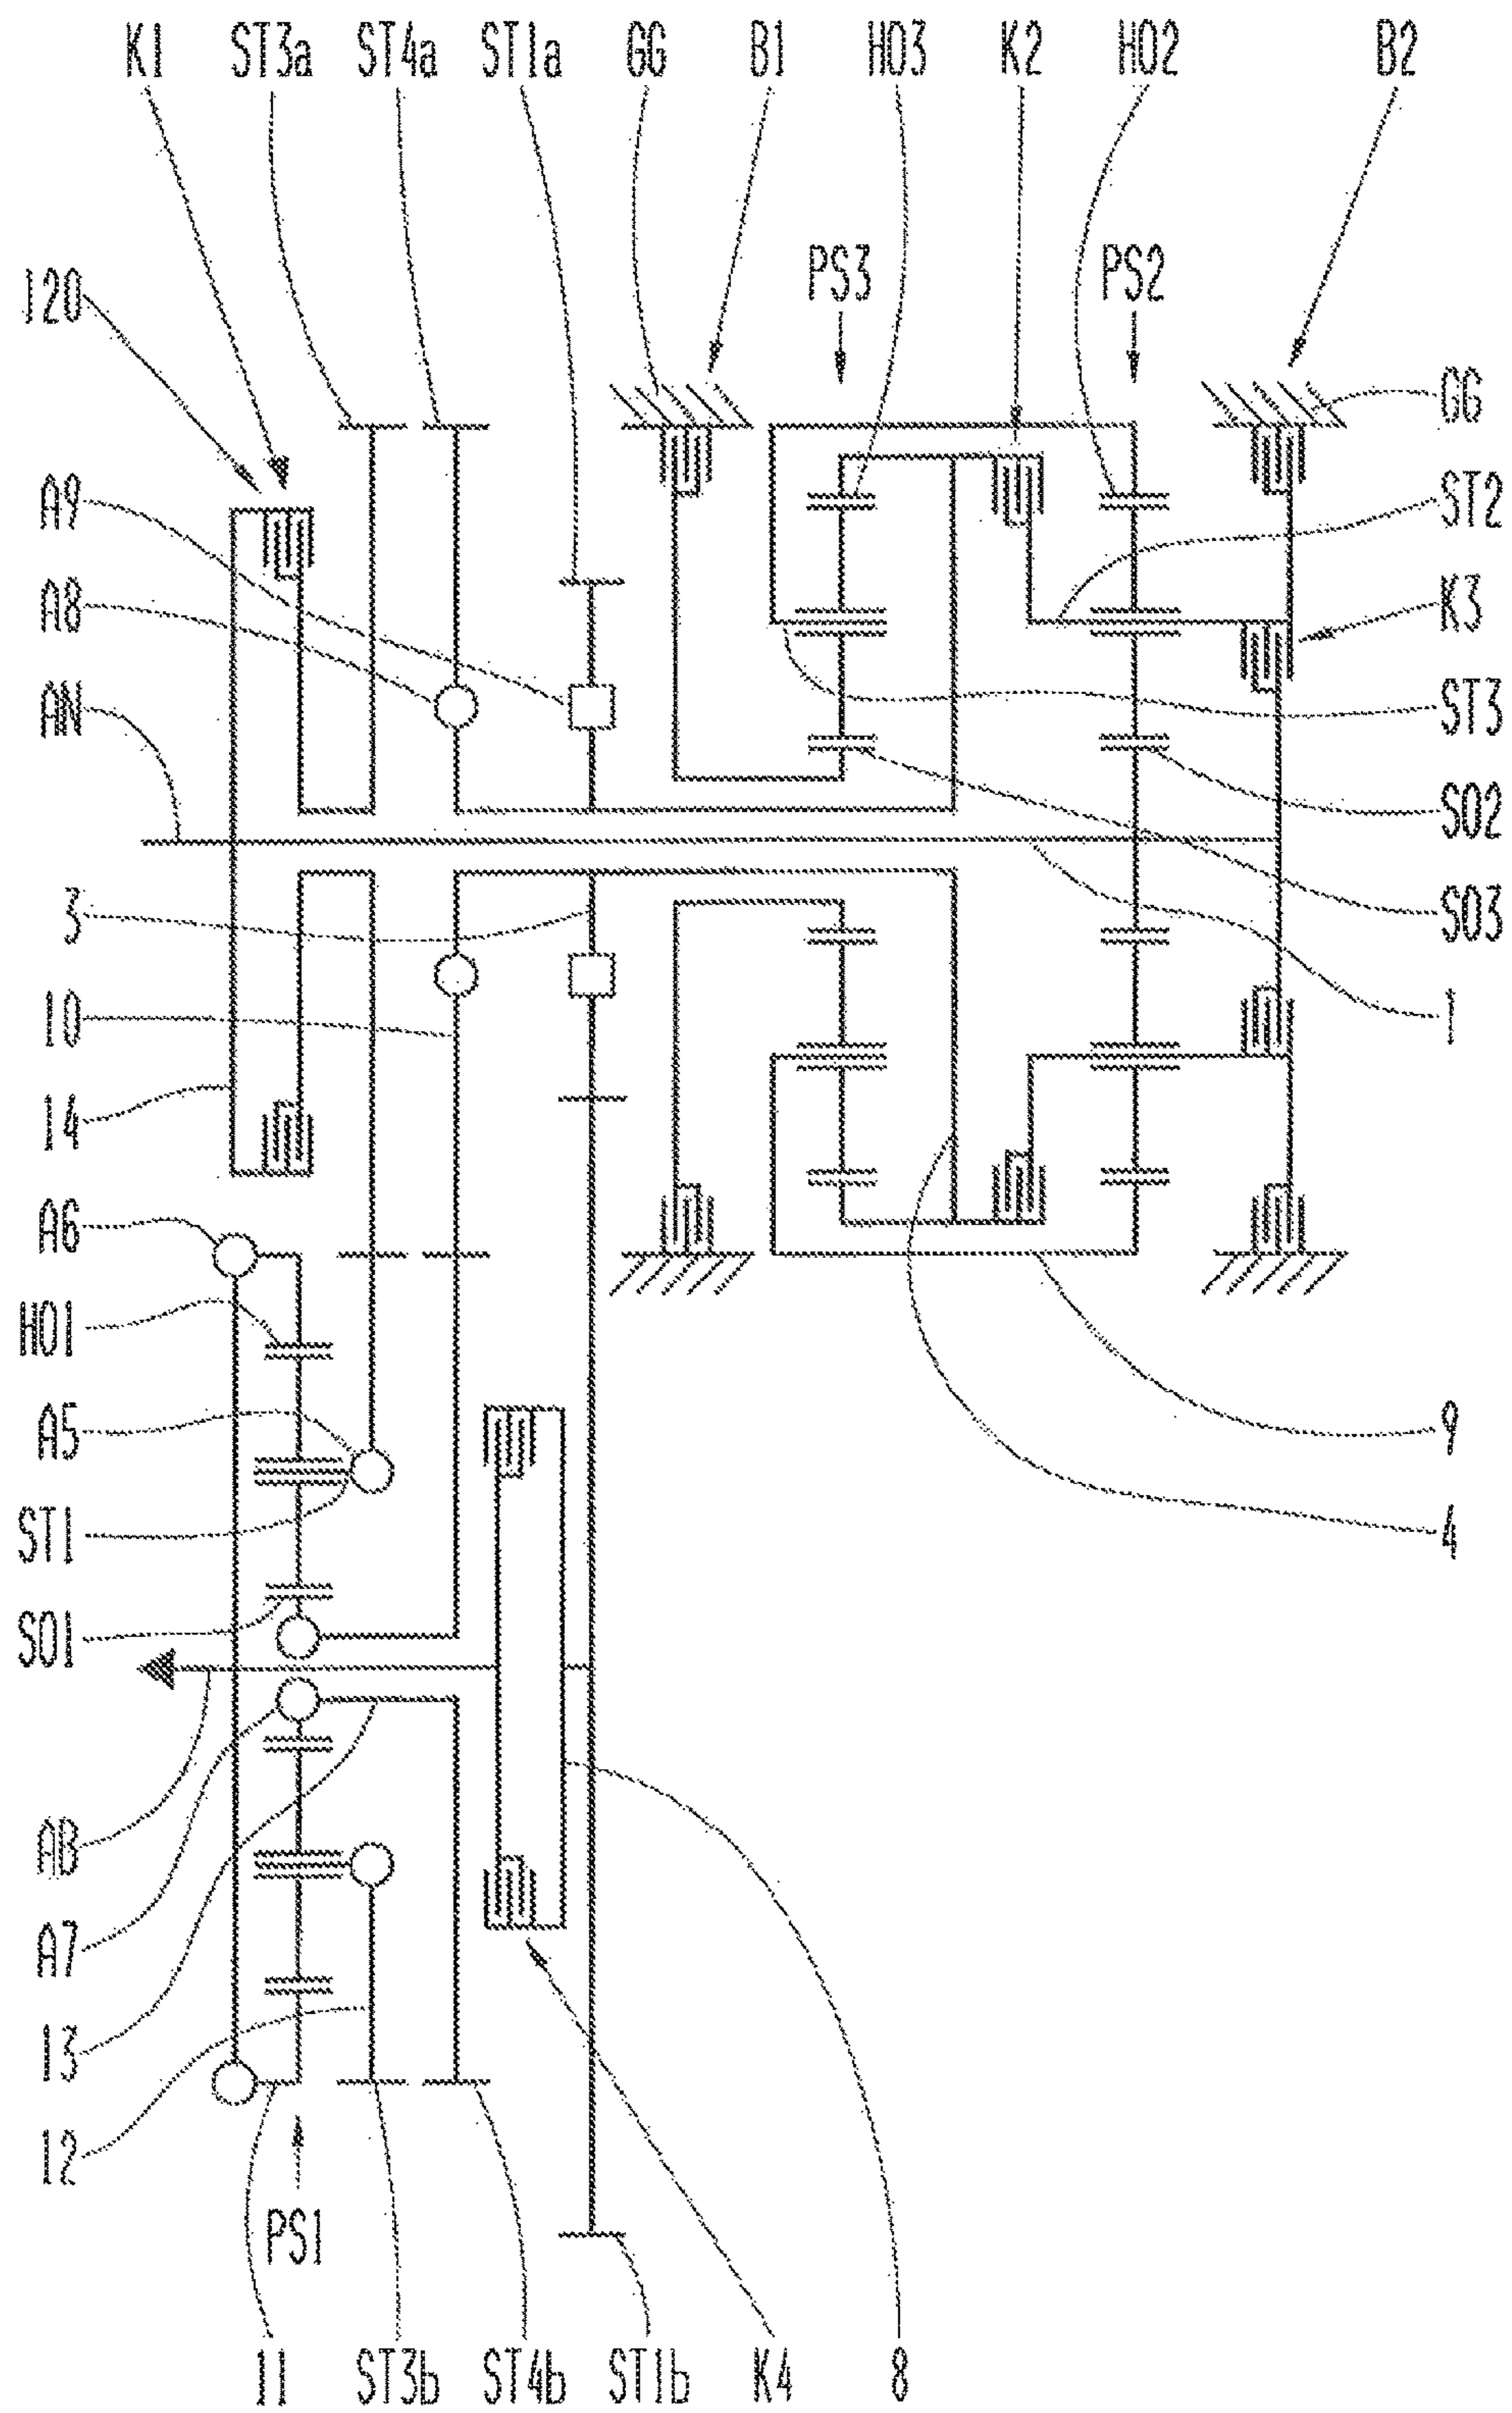 K1 ST3a ST4a ST1a GG B1 HO3 K2 HO2 B2
PS3 PS2
120
GG
A9
ST2
A8
K3
AN
ST3
SO2
3
SO3
10
1
14
A6
HO1
A5
9
ST1
4
SO1
AB
A7
13
12
PS1
11 ST3b ST4b ST1b K4 8